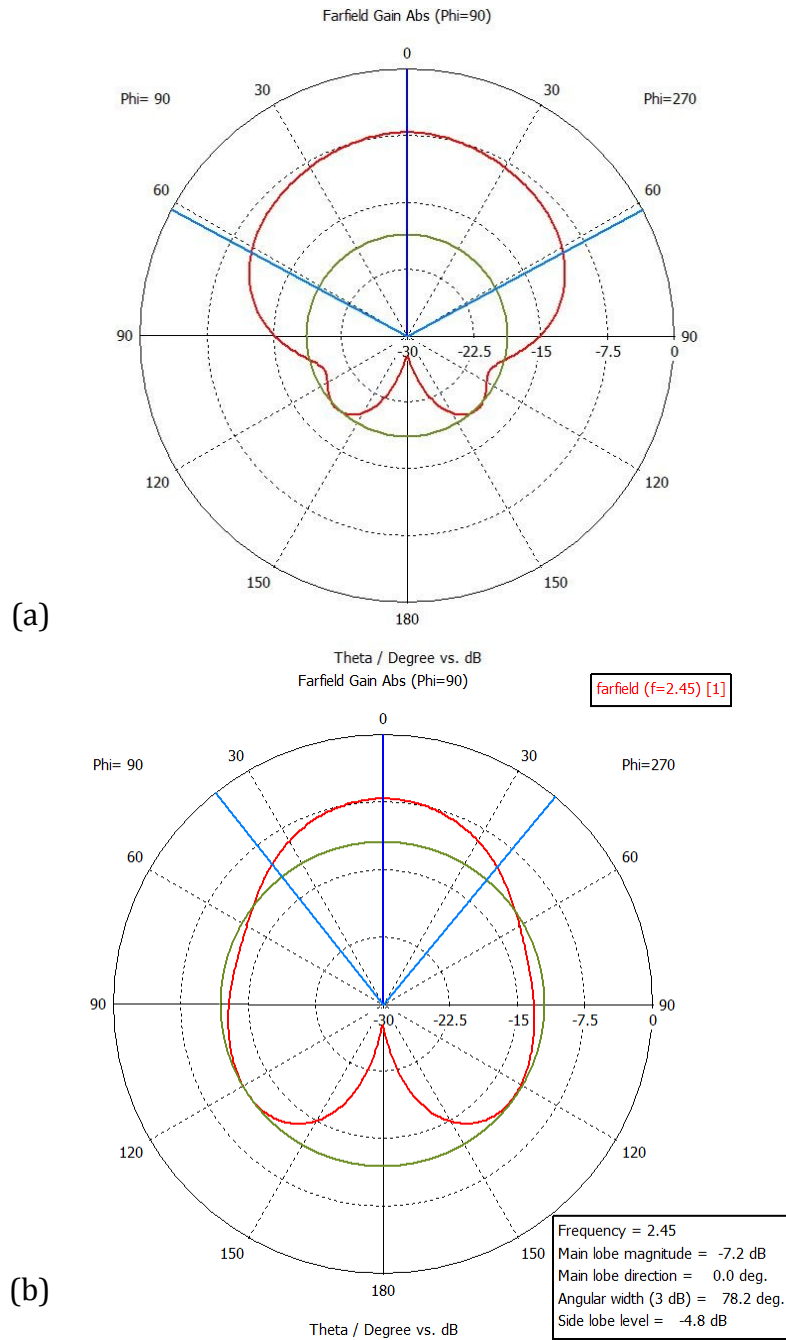 Farfield Gain Abs (Phi=90)
0
30 30
Phi= 90 Phi=270
60 60
90 -30 -22.5 -15 -7.5 0 90
120 120
150 150
180
(a)
Theta / Degree vs. dB
Farfield Gain Abs (Phi=90)
farfield (f=2.45) [1]
0
30 30
Phi= 90 Phi=270
60 60
90 -30 -22.5 -15 -7.5 0 90
120 120
150 150
180
(b)
Frequency = 2.45
Main lobe magnitude = -7.2 dB
Main lobe direction = 0.0 deg.
Angular width (3 dB) = 78.2 deg.
Side lobe level = -4.8 dB
Theta / Degree vs. dB